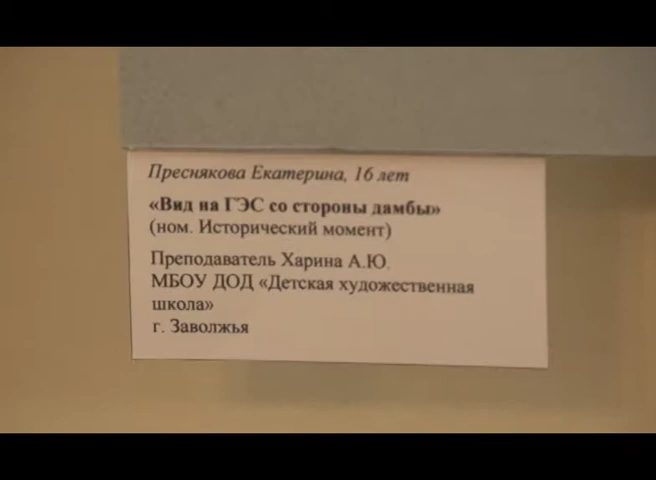 Преснякова Екатерина, 16 лет
«Вид на ГЭС со стороны дамбы»
(ном. Исторический момент)
Преподаватель Харина А.Ю.
МБОУ ДОД «Детская художественная
школа»
г. Заволжья